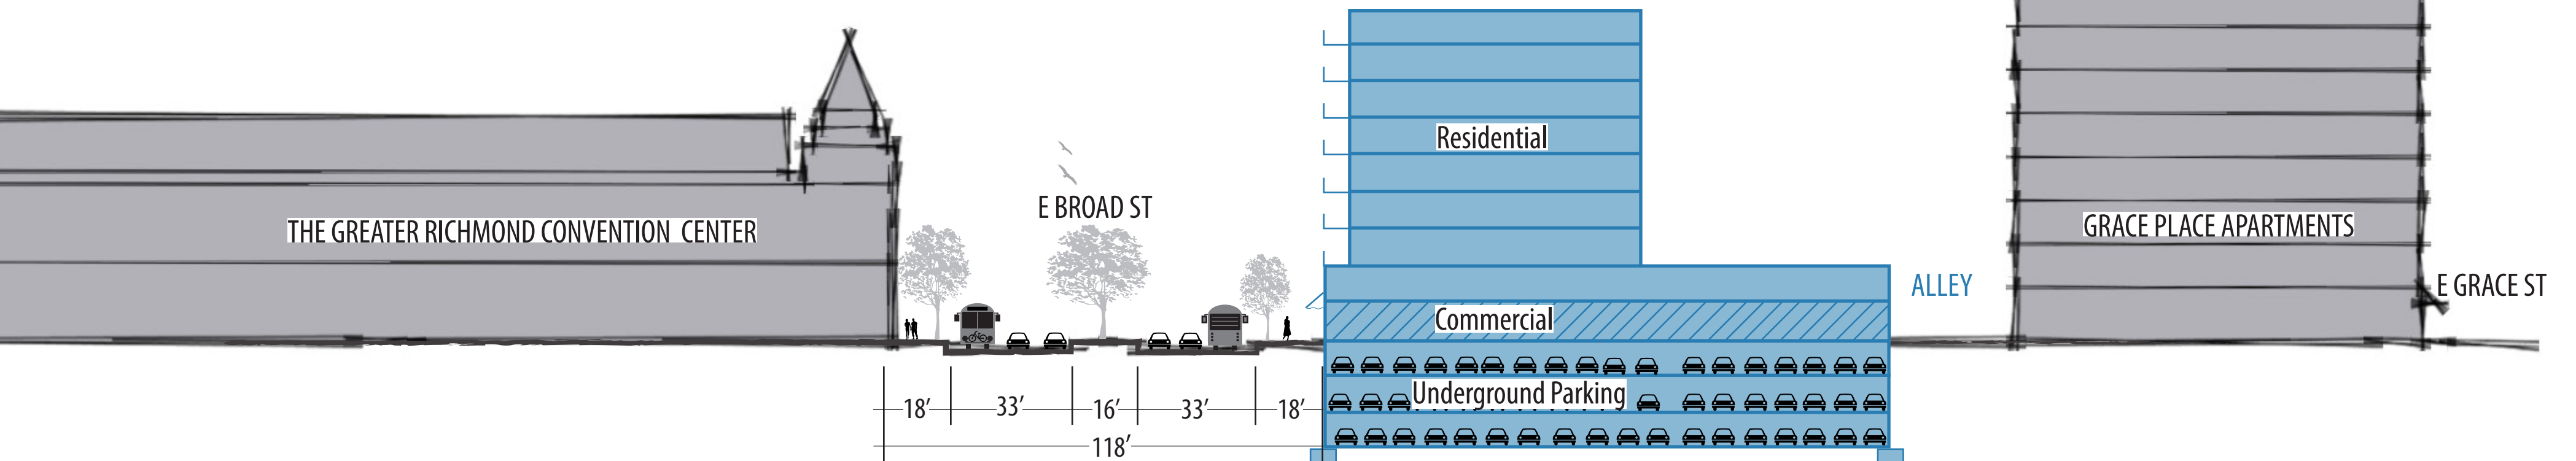 THE GREATER RICHMOND CONVENTION CENTER
E BROAD ST
Residential
Commercial
Underground Parking
ALLEY
GRACE PLACE APARTMENTS
E GRACE ST
18′
33′
16′
33′
18′
118′